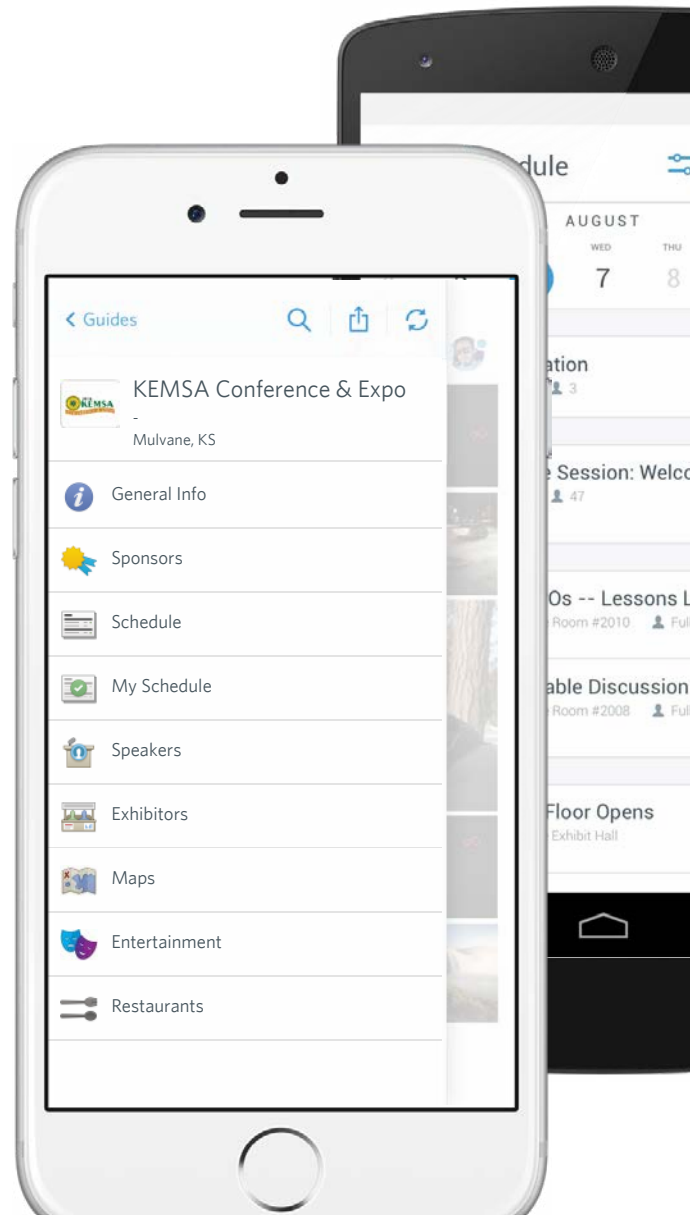 < Guides
KEMSA
KEMSA Conference & Expo
-
Mulvane, KS
General Info
Sponsors
Schedule
My Schedule
Speakers
Exhibitors
Maps
Entertainment
Restaurants
dule
AUGUST
WED
THU
7
8
ation
3
Session: Welco
47
Os -- Lessons L
Room #2010 Ful
able Discussion
Room #2008 Ful
Floor Opens
Exhibit Hall